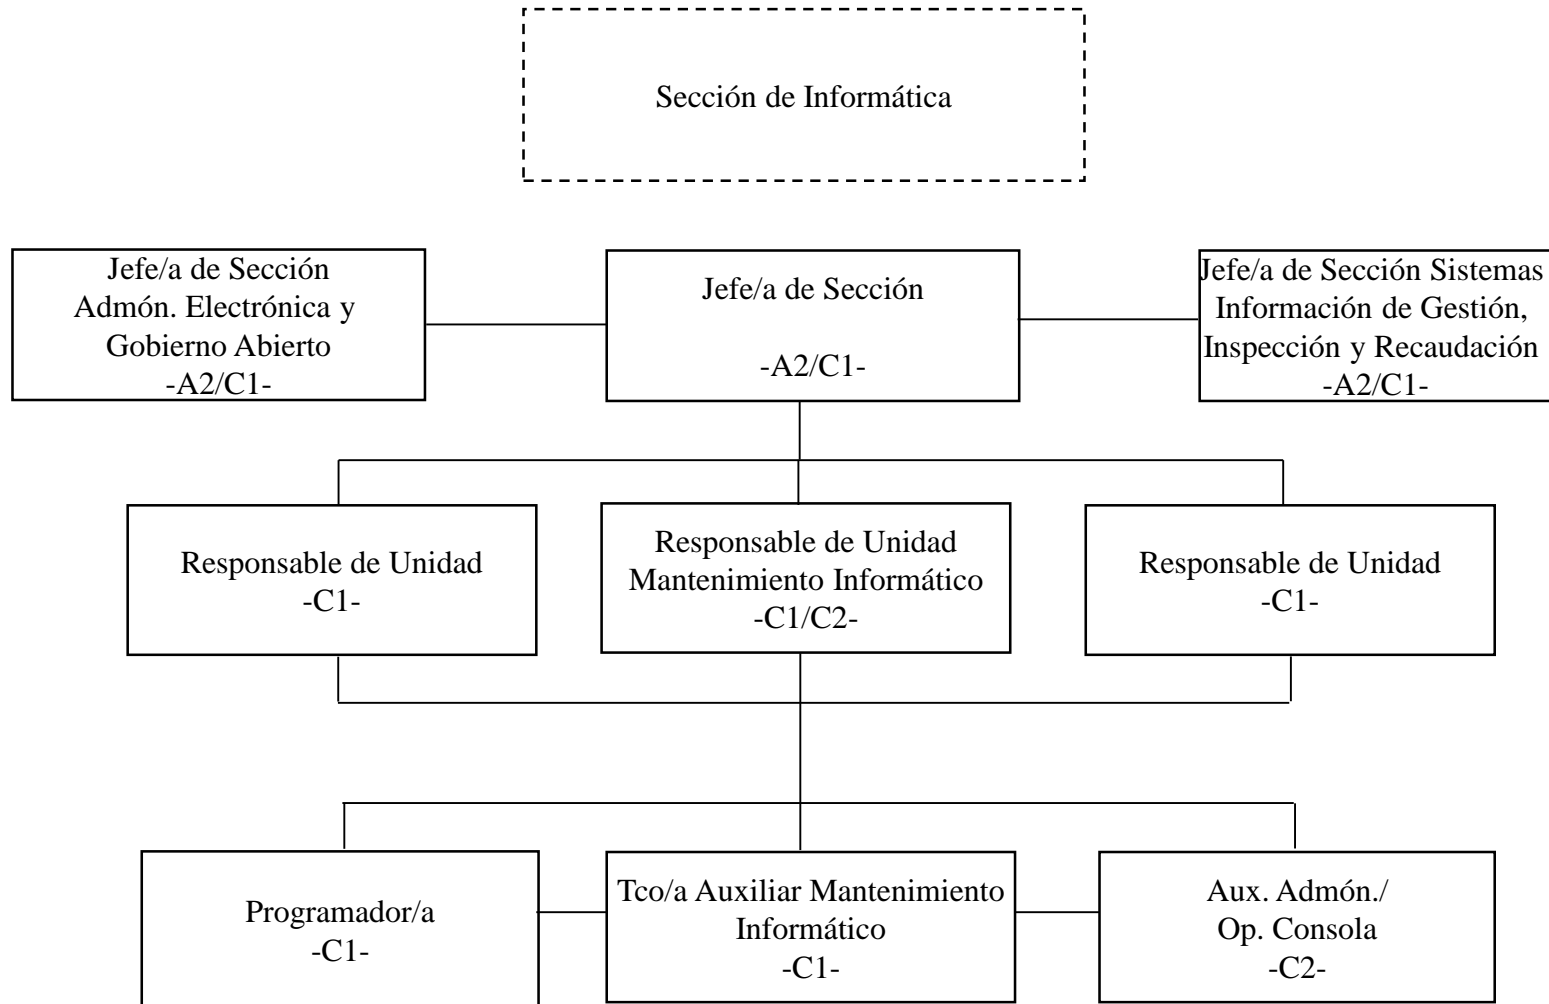 Sección de Informática
Jefe/a de Sección
Admón. Electrónica y
Gobierno Abierto
-A2/C1-
Jefe/a de Sección
-A2/C1-
Jefe/a de Sección Sistemas
Información de Gestión,
Inspección y Recaudación
-A2/C1-
Responsable de Unidad
-C1-
Responsable de Unidad
Mantenimiento Informático
-C1/C2-
Responsable de Unidad
-C1-
Programador/a
-C1-
Tco/a Auxiliar Mantenimiento
Informático
-C1-
Aux. Admón./
Op. Consola
-C2-